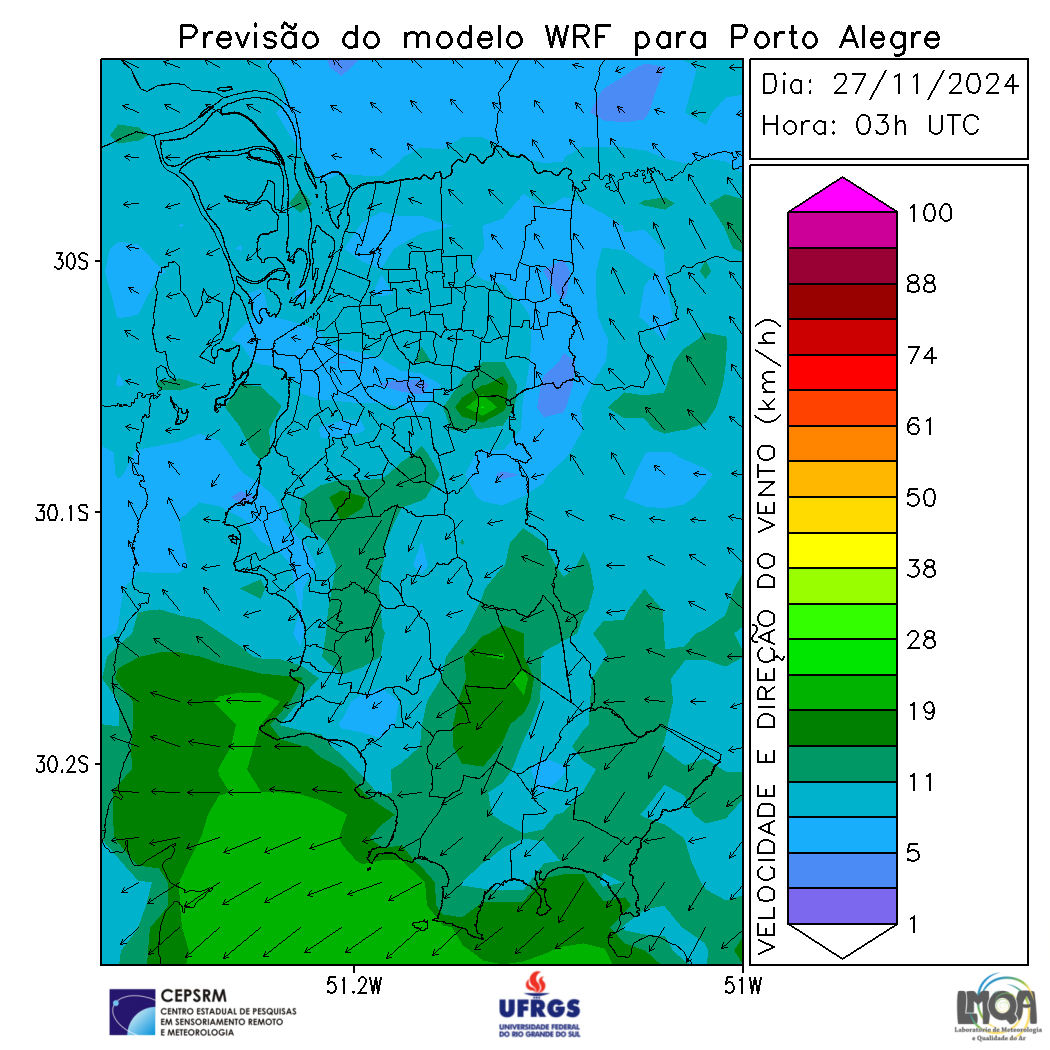 Previsão do modelo WRF para Porto Alegre
Dia: 27/11/2024
Hora: 03h UTC
30S
30.1S
30.2S
51.2W
51W
VELOCIDADE E DIREÇÃO DO VENTO (km/h)
100
88
74
61
50
38
28
19
11
5
1
CEPSRM
CENTRO ESTADUAL DE PESQUISAS
EM SENSORIAMENTO REMOTO
E METEOROLOGIA
UFRGS
UNIVERSIDADE FEDERAL
DO RIO GRANDE DO SUL
LMQA
Laboratório de Meteorologia
e Qualidade do Ar